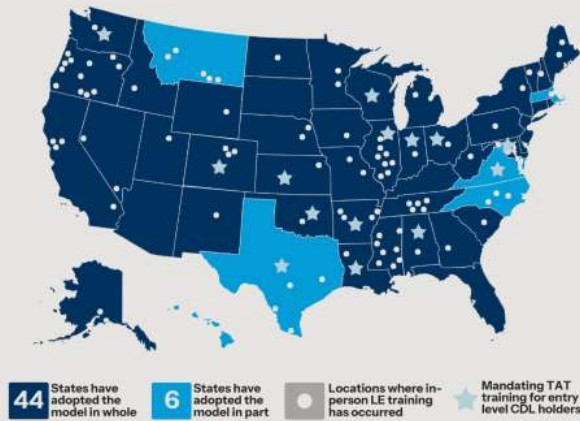 44
States have
adopted the
model in whole
6
States have
adopted the
model in part
Locations where in-
person LE training
has occurred
Mandating TAT
training for entry
level CDL holders